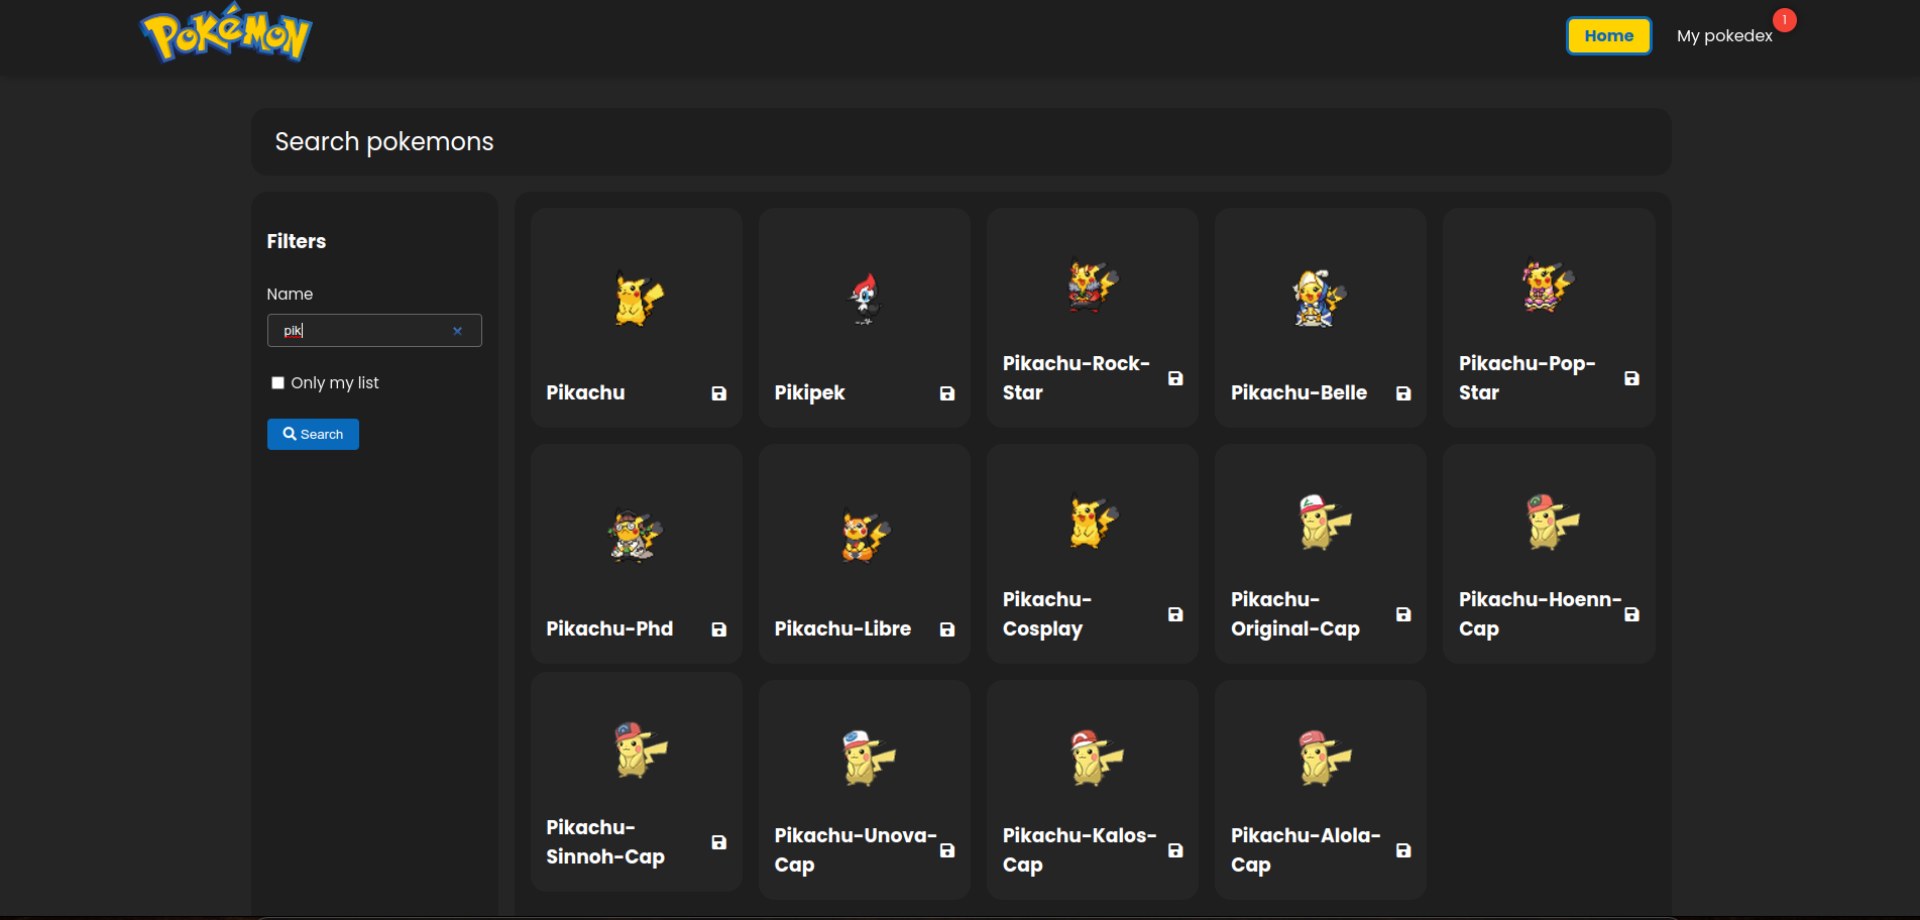 POKéMON
Home
My pokedex
1
Search pokemons
Filters
Name
pik
Only my list
Search
Pikachu
Pikipek
Pikachu-Rock-
Star
Pikachu-Belle
Pikachu-Pop-
Star
Pikachu-Phd
Pikachu-Libre
Pikachu-
Cosplay
Pikachu-
Original-Cap
Pikachu-Hoenn-
Cap
Pikachu-
Sinnoh-Cap
Pikachu-Unova-
Cap
Pikachu-Kalos-
Cap
Pikachu-Alola-
Cap